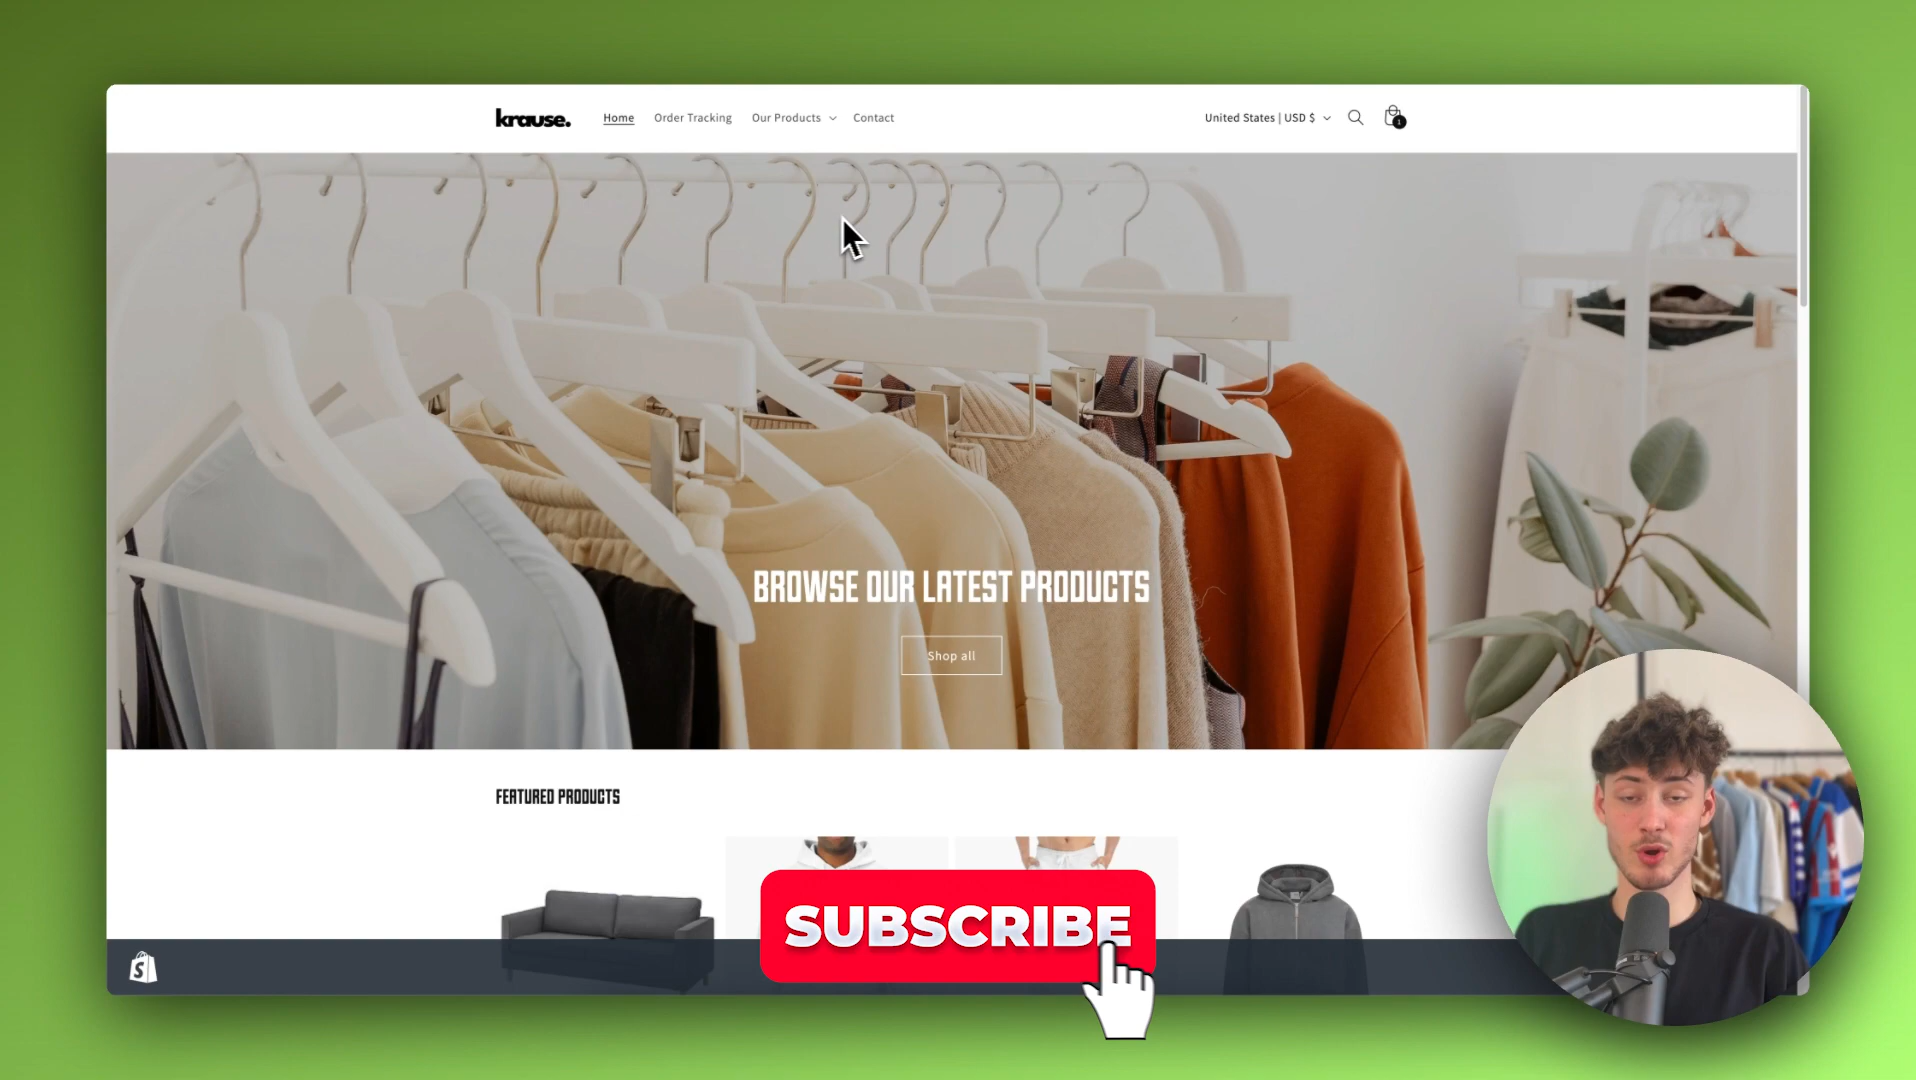 krause.
Home Order Tracking Our Products Contact
United States | USD $
1
BROWSE OUR LATEST PRODUCTS
Shop all
FEATURED PRODUCTS
SUBSCRIBE
S